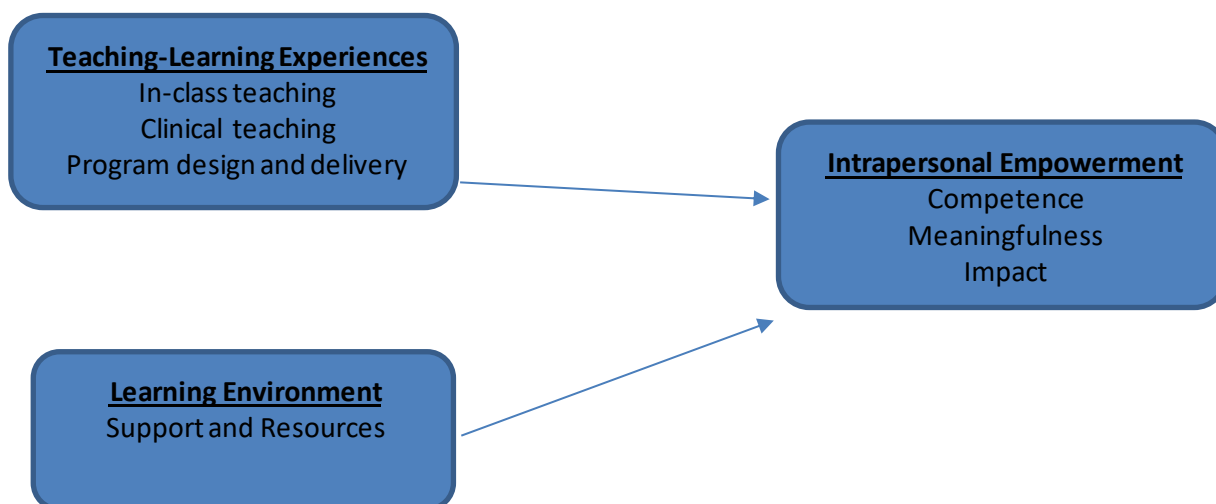 Teaching-Learning Experiences
In-class teaching
Clinical teaching
Program design and delivery
Intrapersonal Empowerment
Competence
Meaningfulness
Impact
Learning Environment
Support and Resources